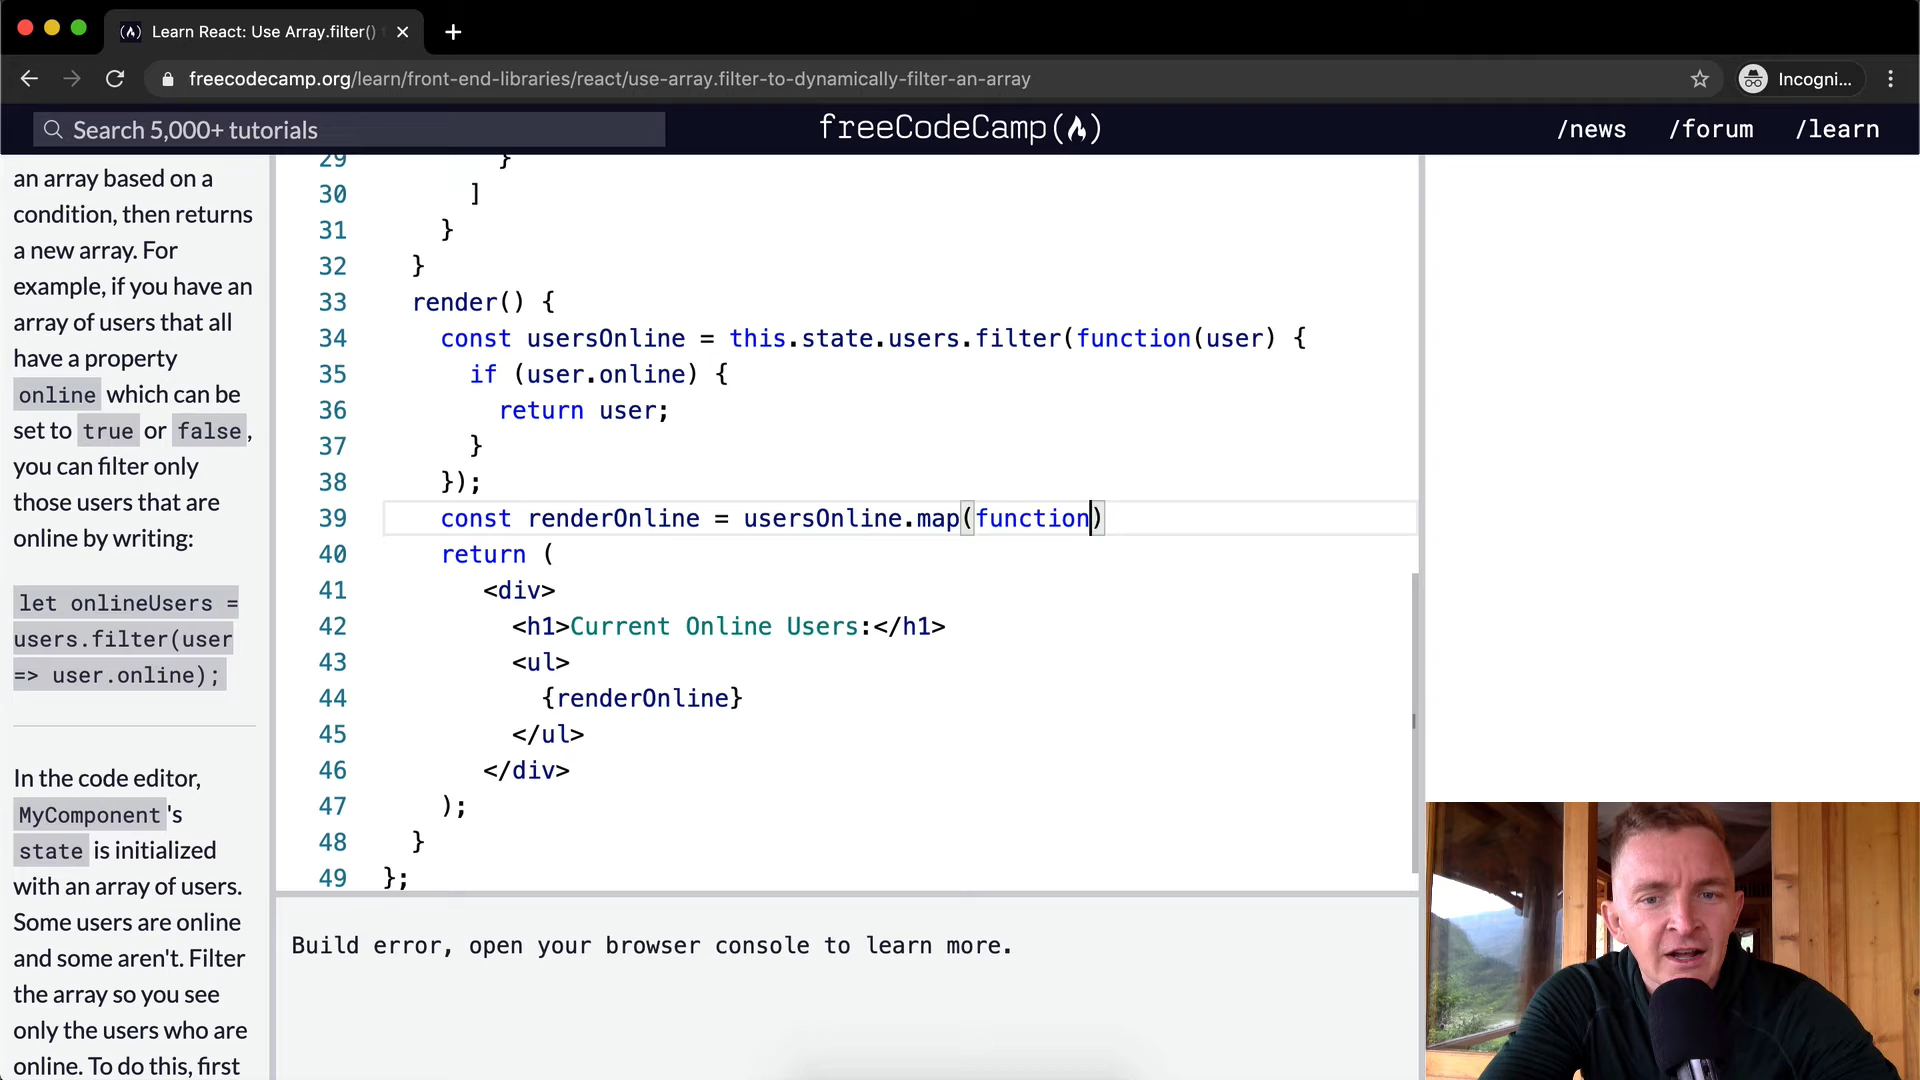 Learn React: Use Array.filter()
freecodecamp.org/learn/front-end-libraries/react/use-array.filter-to-dynamically-filter-an-array
Incogni...
Search 5,000+ tutorials
freeCodeCamp
/news
/forum
/learn
an array based on a
condition, then returns
a new array. For
example, if you have an
array of users that all
have a property
online which can be
set to true or false,
you can filter only
those users that are
online by writing:
let onlineUsers =
users.filter(user
=> user.online);
In the code editor,
MyComponent's
state is initialized
with an array of users.
Some users are online
and some aren't. Filter
the array so you see
only the users who are
online. To do this, first
29 }
30 ]
31 }
32 }
33 render() {
34 const usersOnline = this.state.users.filter(function(user) {
35 if (user.online) {
36 return user;
37 }
38 });
39 const renderOnline = usersOnline.map(function)
40 return (
41 <div>
42 <h1>Current Online Users:</h1>
43 <ul>
44 {renderOnline}
45 </ul>
46 </div>
47 );
48 }
49 };
Build error, open your browser console to learn more.